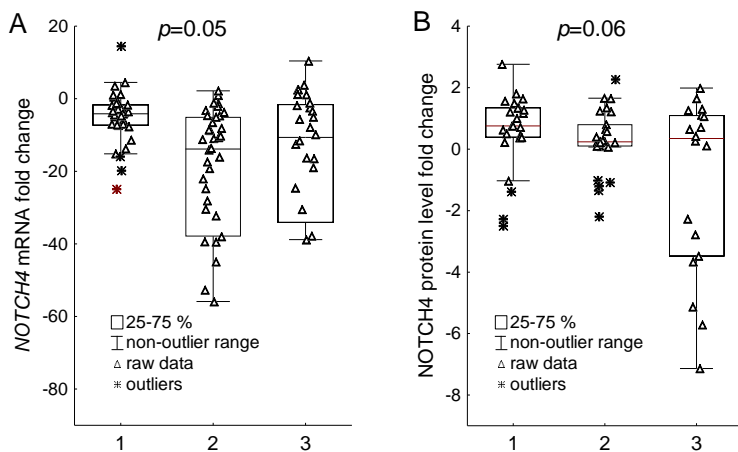 A
p=0.05
NOTCH4 mRNA fold change
20
0
-20
-40
-60
-80
25-75 %
non-outlier range
raw data
outliers
1 2 3
B
p=0.06
NOTCH4 protein level fold change
4
2
0
-2
-4
-6
-8
25-75 %
non-outlier range
raw data
outliers
1 2 3